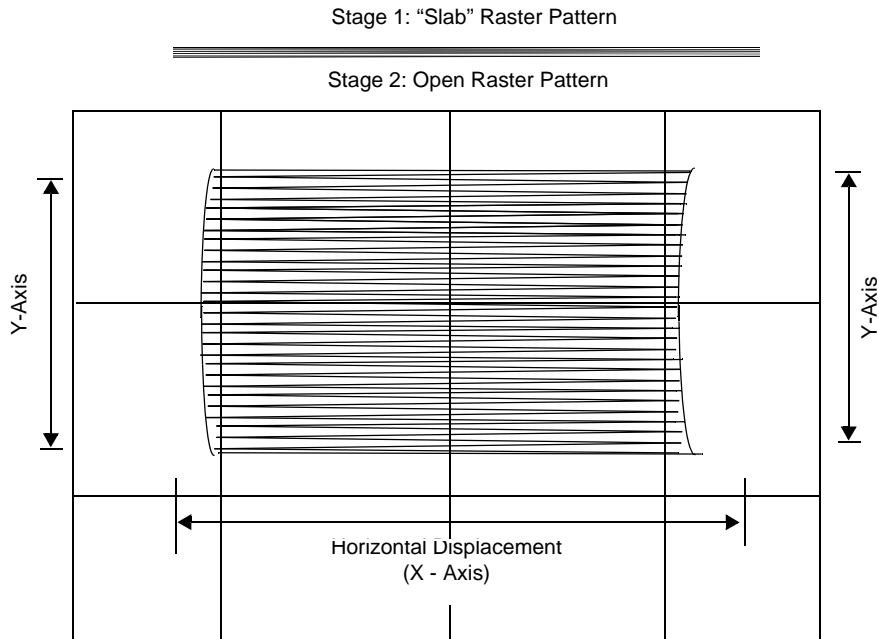 Stage 1: “Slab” Raster Pattern
Stage 2: Open Raster Pattern
Y-Axis
Y-Axis
Horizontal Displacement
(X - Axis)